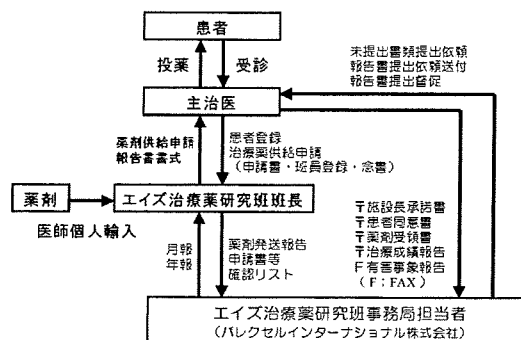 患者
投薬
受診
未提出書類提出依頼
報告書提出依頼送付
報告書提出督促
主治医
薬剤供給申請
報告書書式
患者登録
治療薬供給申請
(申請書・班員登録・念書)
薬剤
エイズ治療薬研究班班長
医師個人輸入
〒施設長承諾書
〒患者同意書
〒薬剤受領書
〒治療成績報告
F有害事象報告
(F:FAX)
月報
年報
薬剤発送報告
申請書等
確認リスト
エイズ治療薬研究班事務局担当者
(パレクセルインターナショナル株式会社)